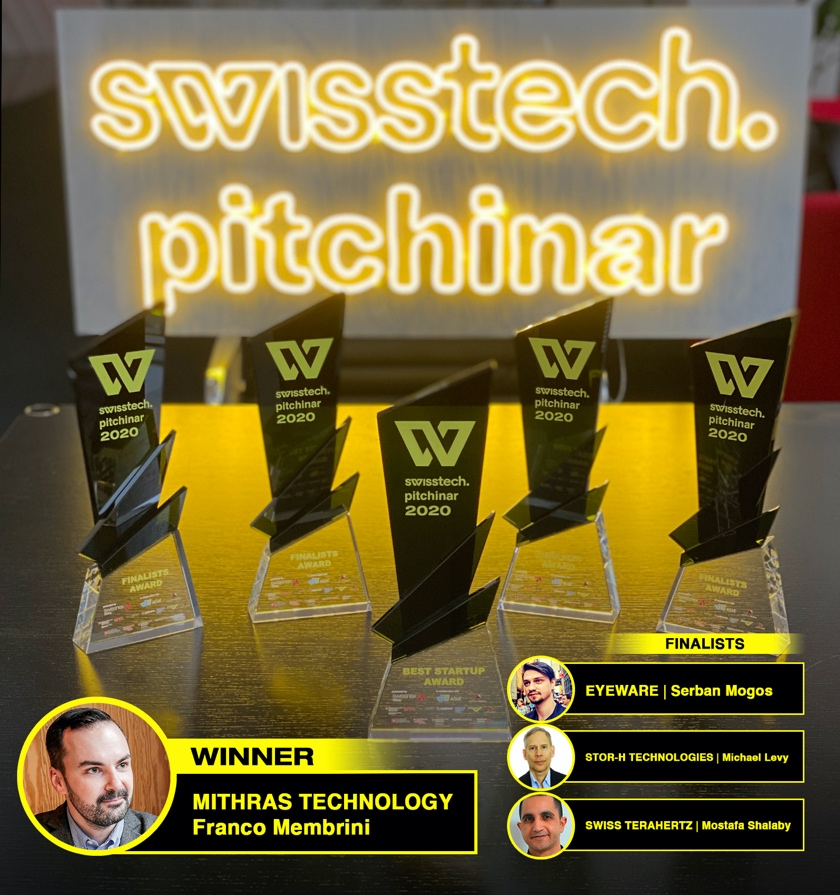 swisstech.
pitchinar
swisstech.
pitchinar
2020
FINALISTS
AWARD
swisstech.
pitchinar
2020
FINALISTS
AWARD
swisstech.
pitchinar
2020
BEST STARTUP
AWARD
swisstech.
pitchinar
2020
swisstech.
pitchinar
2020
FINALISTS
AWARD
FINALISTS
EYEWARE | Serban Mogos
STOR-H TECHNOLOGIES | Michael Levy
SWISS TERAHERTZ | Mostafa Shalaby
WINNER
MITHRAS TECHNOLOGY
Franco Membrini